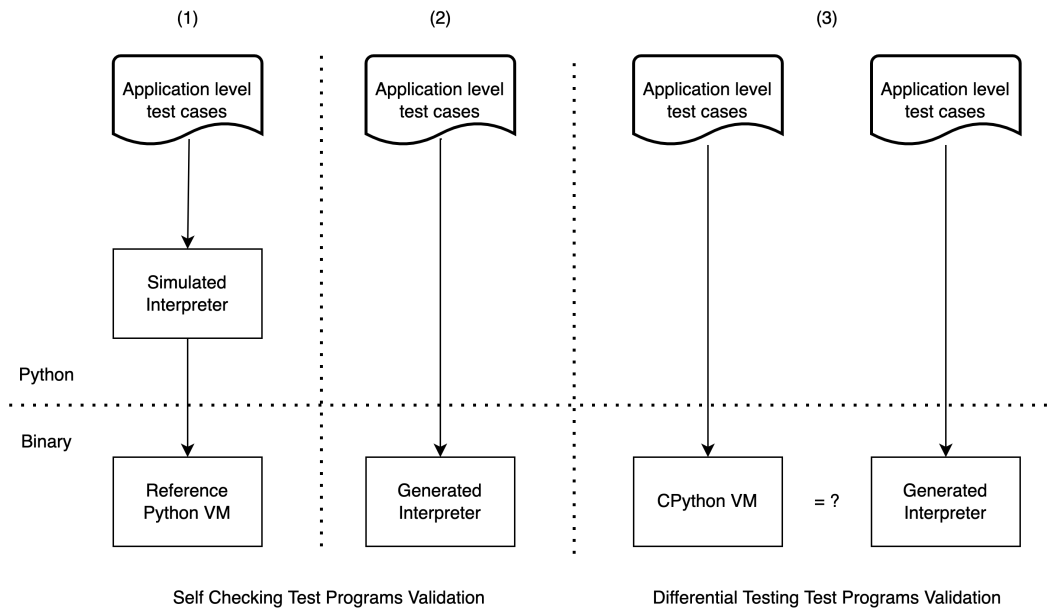 (1)
(2)
(3)
Application level
test cases
Application level
test cases
Application level
test cases
Application level
test cases
Simulated
Interpreter
Python
Binary
Reference
Python VM
Generated
Interpreter
CPython VM
= ?
Generated
Interpreter
Self Checking Test Programs Validation
Differential Testing Test Programs Validation